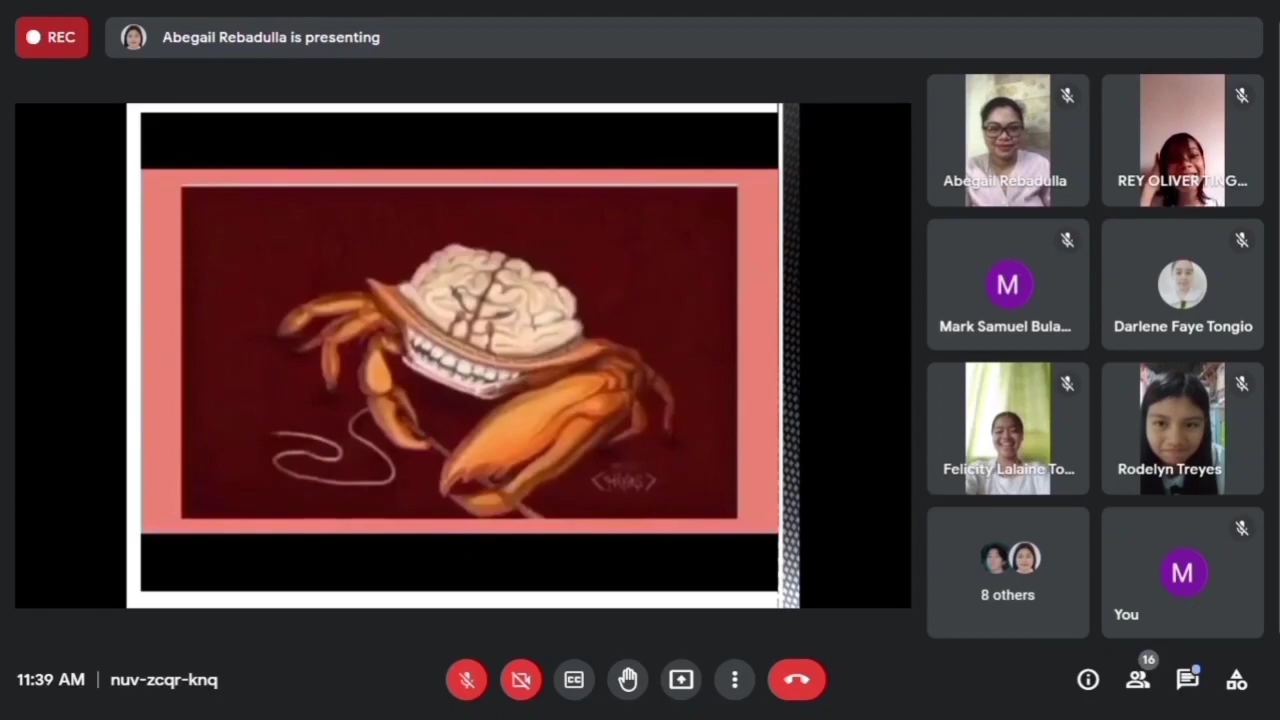 REC
Abegail Rebadulla is presenting
Abegail Rebadulla
REY OLIVER TING...
M
Mark Samuel Bula...
Darlene Faye Tongio
Felicity Lalaine To...
Rodelyn Treyes
8 others
M
You
11:39 AM | nuv-zcqr-knq
CC
16